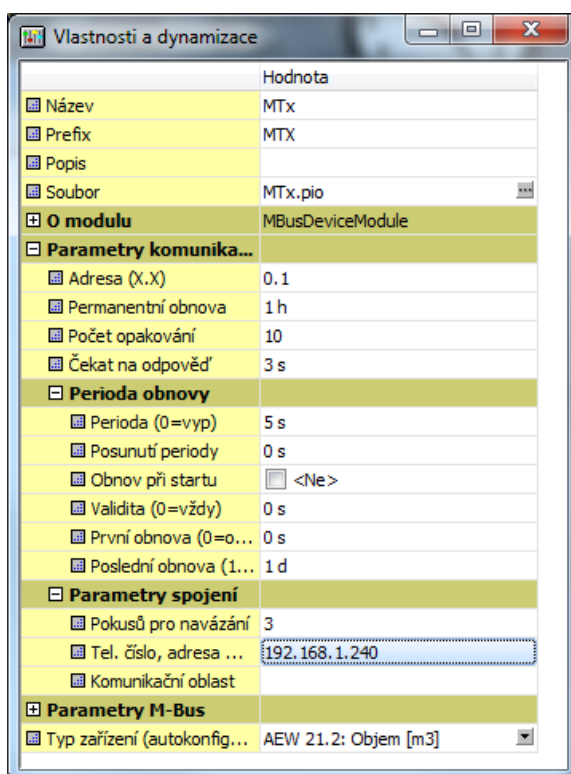 Vlastnosti a dynamizace
Hodnota
Název MTx
Prefix MTX
Popis
Soubor MTx.pio ...
O modulu MBusDeviceModule
Parametry komunika...
Adresa (X.X) 0.1
Permanentní obnova 1 h
Počet opakování 10
Čekat na odpověď 3 s
Perioda obnovy
Perioda (0=vyp) 5 s
Posunutí periody 0 s
Obnov při startu <Ne>
Validita (0=vždy) 0 s
První obnova (0=o... 0 s
Poslední obnova (1... 1 d
Parametry spojení
Pokusů pro navázání 3
Tel. číslo, adresa ... 192.168.1.240
Komunikační oblast
Parametry M-Bus
Typ zařízení (autokonfig... AEW 21.2: Objem [m3]